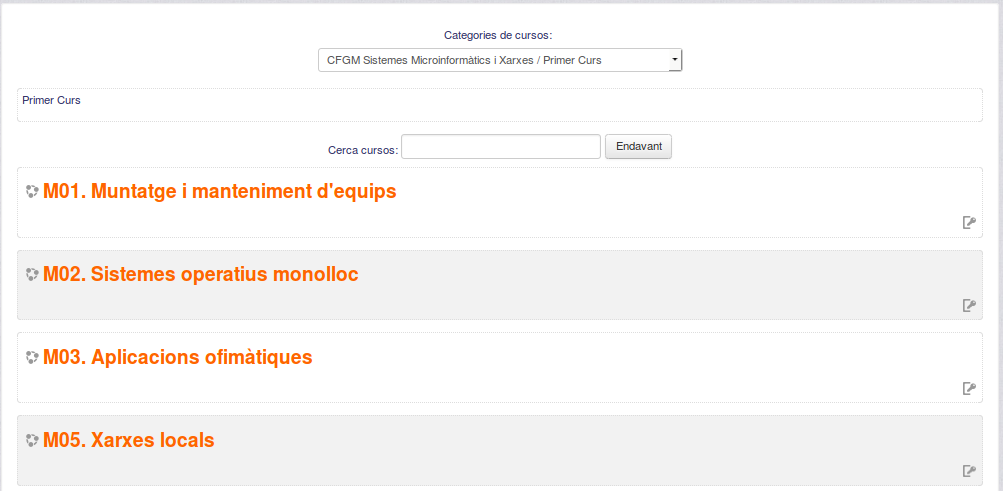 Categories de cursos:
CFGM Sistemes Microinformàtics i Xarxes / Primer Curs
Primer Curs
Cerca cursos: Endavant
M01. Muntatge i manteniment d'equips
M02. Sistemes operatius monolloc
M03. Aplicacions ofimàtiques
M05. Xarxes locals